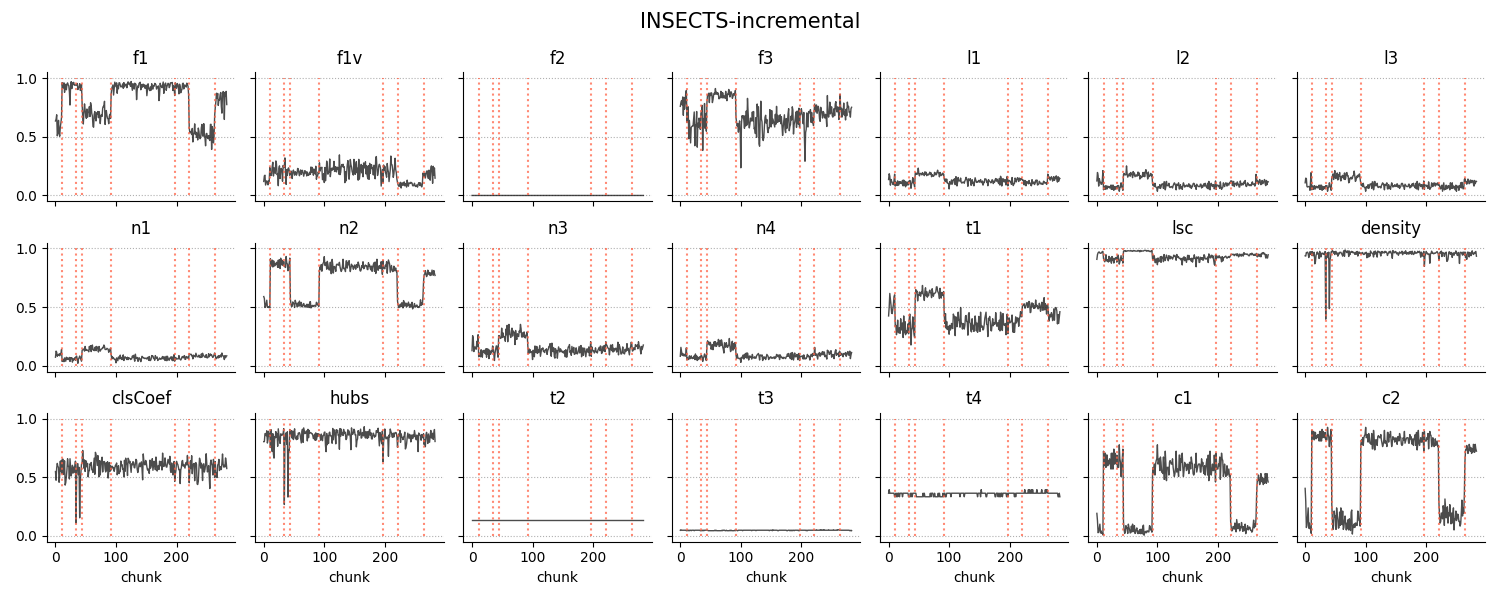 INSECTS-incremental
f1 f1v f2 f3 l1 l2 l3
1.0
0.5
0.0
n1 n2 n3 n4 t1 lsc density
1.0
0.5
0.0
clsCoef hubs t2 t3 t4 c1 c2
1.0
0.5
0.0
0 100 200 0 100 200 0 100 200 0 100 200 0 100 200 0 100 200 0 100 200
chunk chunk chunk chunk chunk chunk chunk